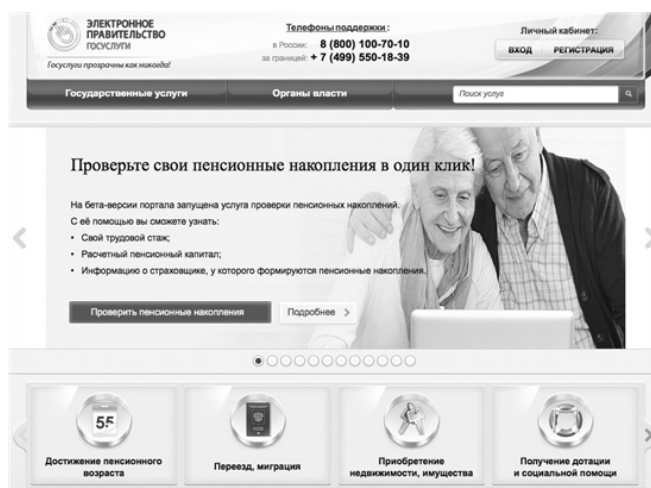 ЭЛЕКТРОННОЕ
ПРАВИТЕЛЬСТВО
ГОСУСЛУГИ
Госуслуги прозрачны как никогда!
Телефоны поддержки:
в России: 8 (800) 100-70-10
за границей: + 7 (499) 550-18-39
Личный кабинет:
ВХОД РЕГИСТРАЦИЯ
Государственные услуги Органы власти Поиск услуг
Проверьте свои пенсионные накопления в один клик!
На бета-версии портала запущена услуга проверки пенсионных накоплений.
С её помощью вы сможете узнать:
• Свой трудовой стаж;
• Расчетный пенсионный капитал;
• Информацию о страховщике, у которого формируются пенсионные накопления.
Проверить пенсионные накопления Подробнее
55
Достижение пенсионного
возраста
Переезд, миграция
Приобретение
недвижимости, имущества
Получение дотации
и социальной помощи